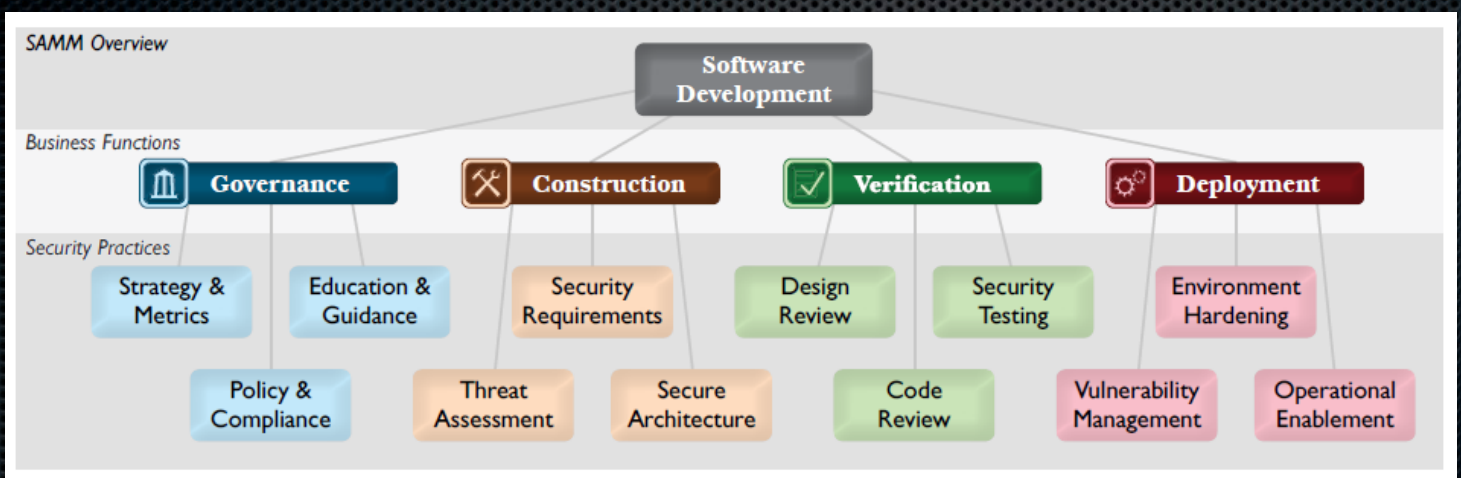 SAMM Overview
Software
Development
Business Functions
Governance
Construction
Verification
Deployment
Security Practices
Strategy &
Metrics
Education &
Guidance
Security
Requirements
Design
Review
Security
Testing
Environment
Hardening
Policy &
Compliance
Threat
Assessment
Secure
Architecture
Code
Review
Vulnerability
Management
Operational
Enablement